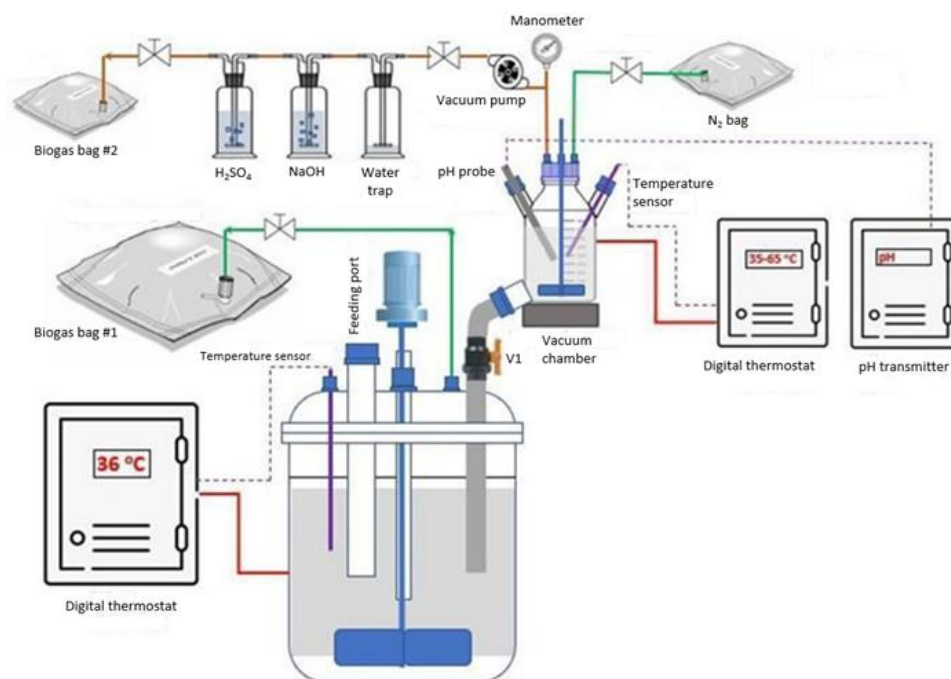 Manometer
Vacuum pump
N₂ bag
Biogas bag #2
H₂SO₄
NaOH
Water
trap
pH probe
Temperature
sensor
35-65 °C
pH
Feeding port
Biogas bag #1
Vacuum
chamber
V1
Digital thermostat
pH transmitter
Temperature sensor
36 °C
Digital thermostat